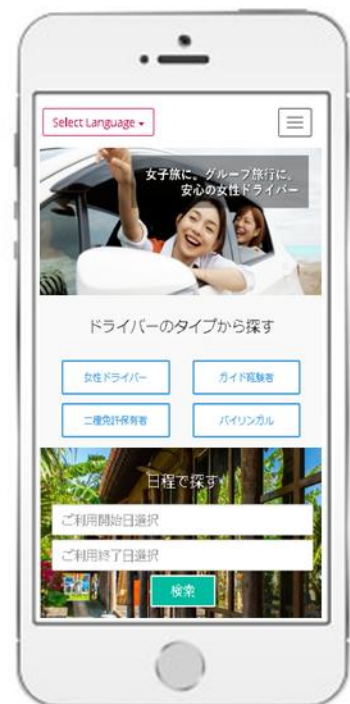 Select Language
女子旅に。グループ旅行に。
安心の女性ドライバー
ドライバーのタイプから探す
女性ドライバー
ガイド経験者
二種免許保有者
バイリンガル
日程で探す
ご利用開始日選択
ご利用終了日選択
検索